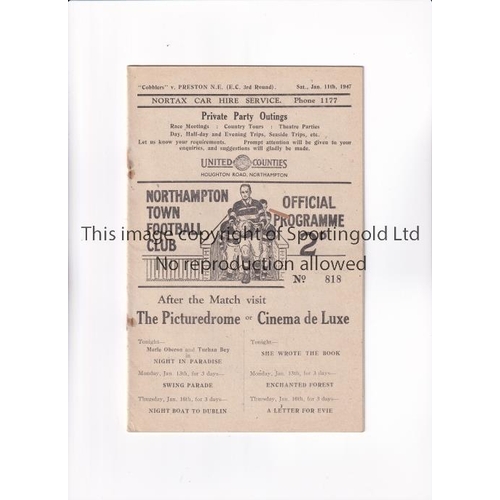 "Cobblers" v. PRESTON N.E. (E.C. 3rd Round). Sat., Jan. 11th, 1947
NORTAX CAR HIRE SERVICE. Phone 1177
Private Party Outings
Race Meetings : Country Tours : Theatre Parties
Day, Half-day and Evening Trips, Seaside Trips, etc.
Let us know your requirements. Prompt attention will be given to your
enquiries, and suggestions will gladly be made.
UNITED COUNTIES
HOUGHTON ROAD, NORTHAMPTON
NORTHAMPTON
TOWN
FOOTBALL
CLUB
OFFICIAL
PROGRAMME
2D
No 818
This image is copyright of Sportingold Ltd
No reproduction allowed
After the Match visit
The Picturedrome or Cinema de Luxe
Tonight—
Merle Oberon and Turhan Bey
NIGHT IN PARADISE
Monday, Jan 13th, for 3 days—
SWING PARADE
Thursday, Jan. 16th, for 3 days—
NIGHT BOAT TO DUBLIN
Tonight—
SHE WROTE THE BOOK
Monday, Jan. 13th, for 3 days—
ENCHANTED FOREST
Thursday, Jan. 16th, for 3 days—
A LETTER FOR EVIE